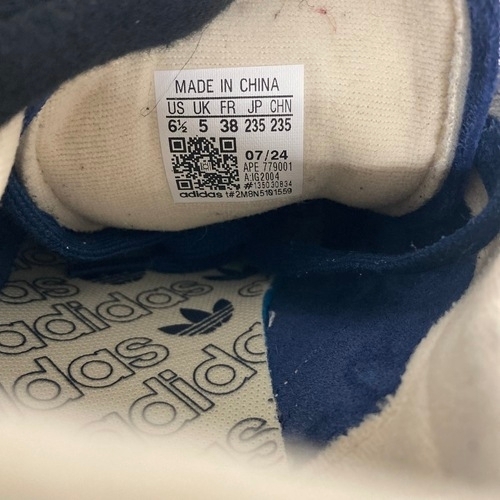 MADE IN CHINA
US UK FR JP CHN
6½ 5 38 235 235
07/24
APE 779001
A:IG2004
#135030834
adidas t#2M8N5191559
adidas
adidas
adidas
adidas